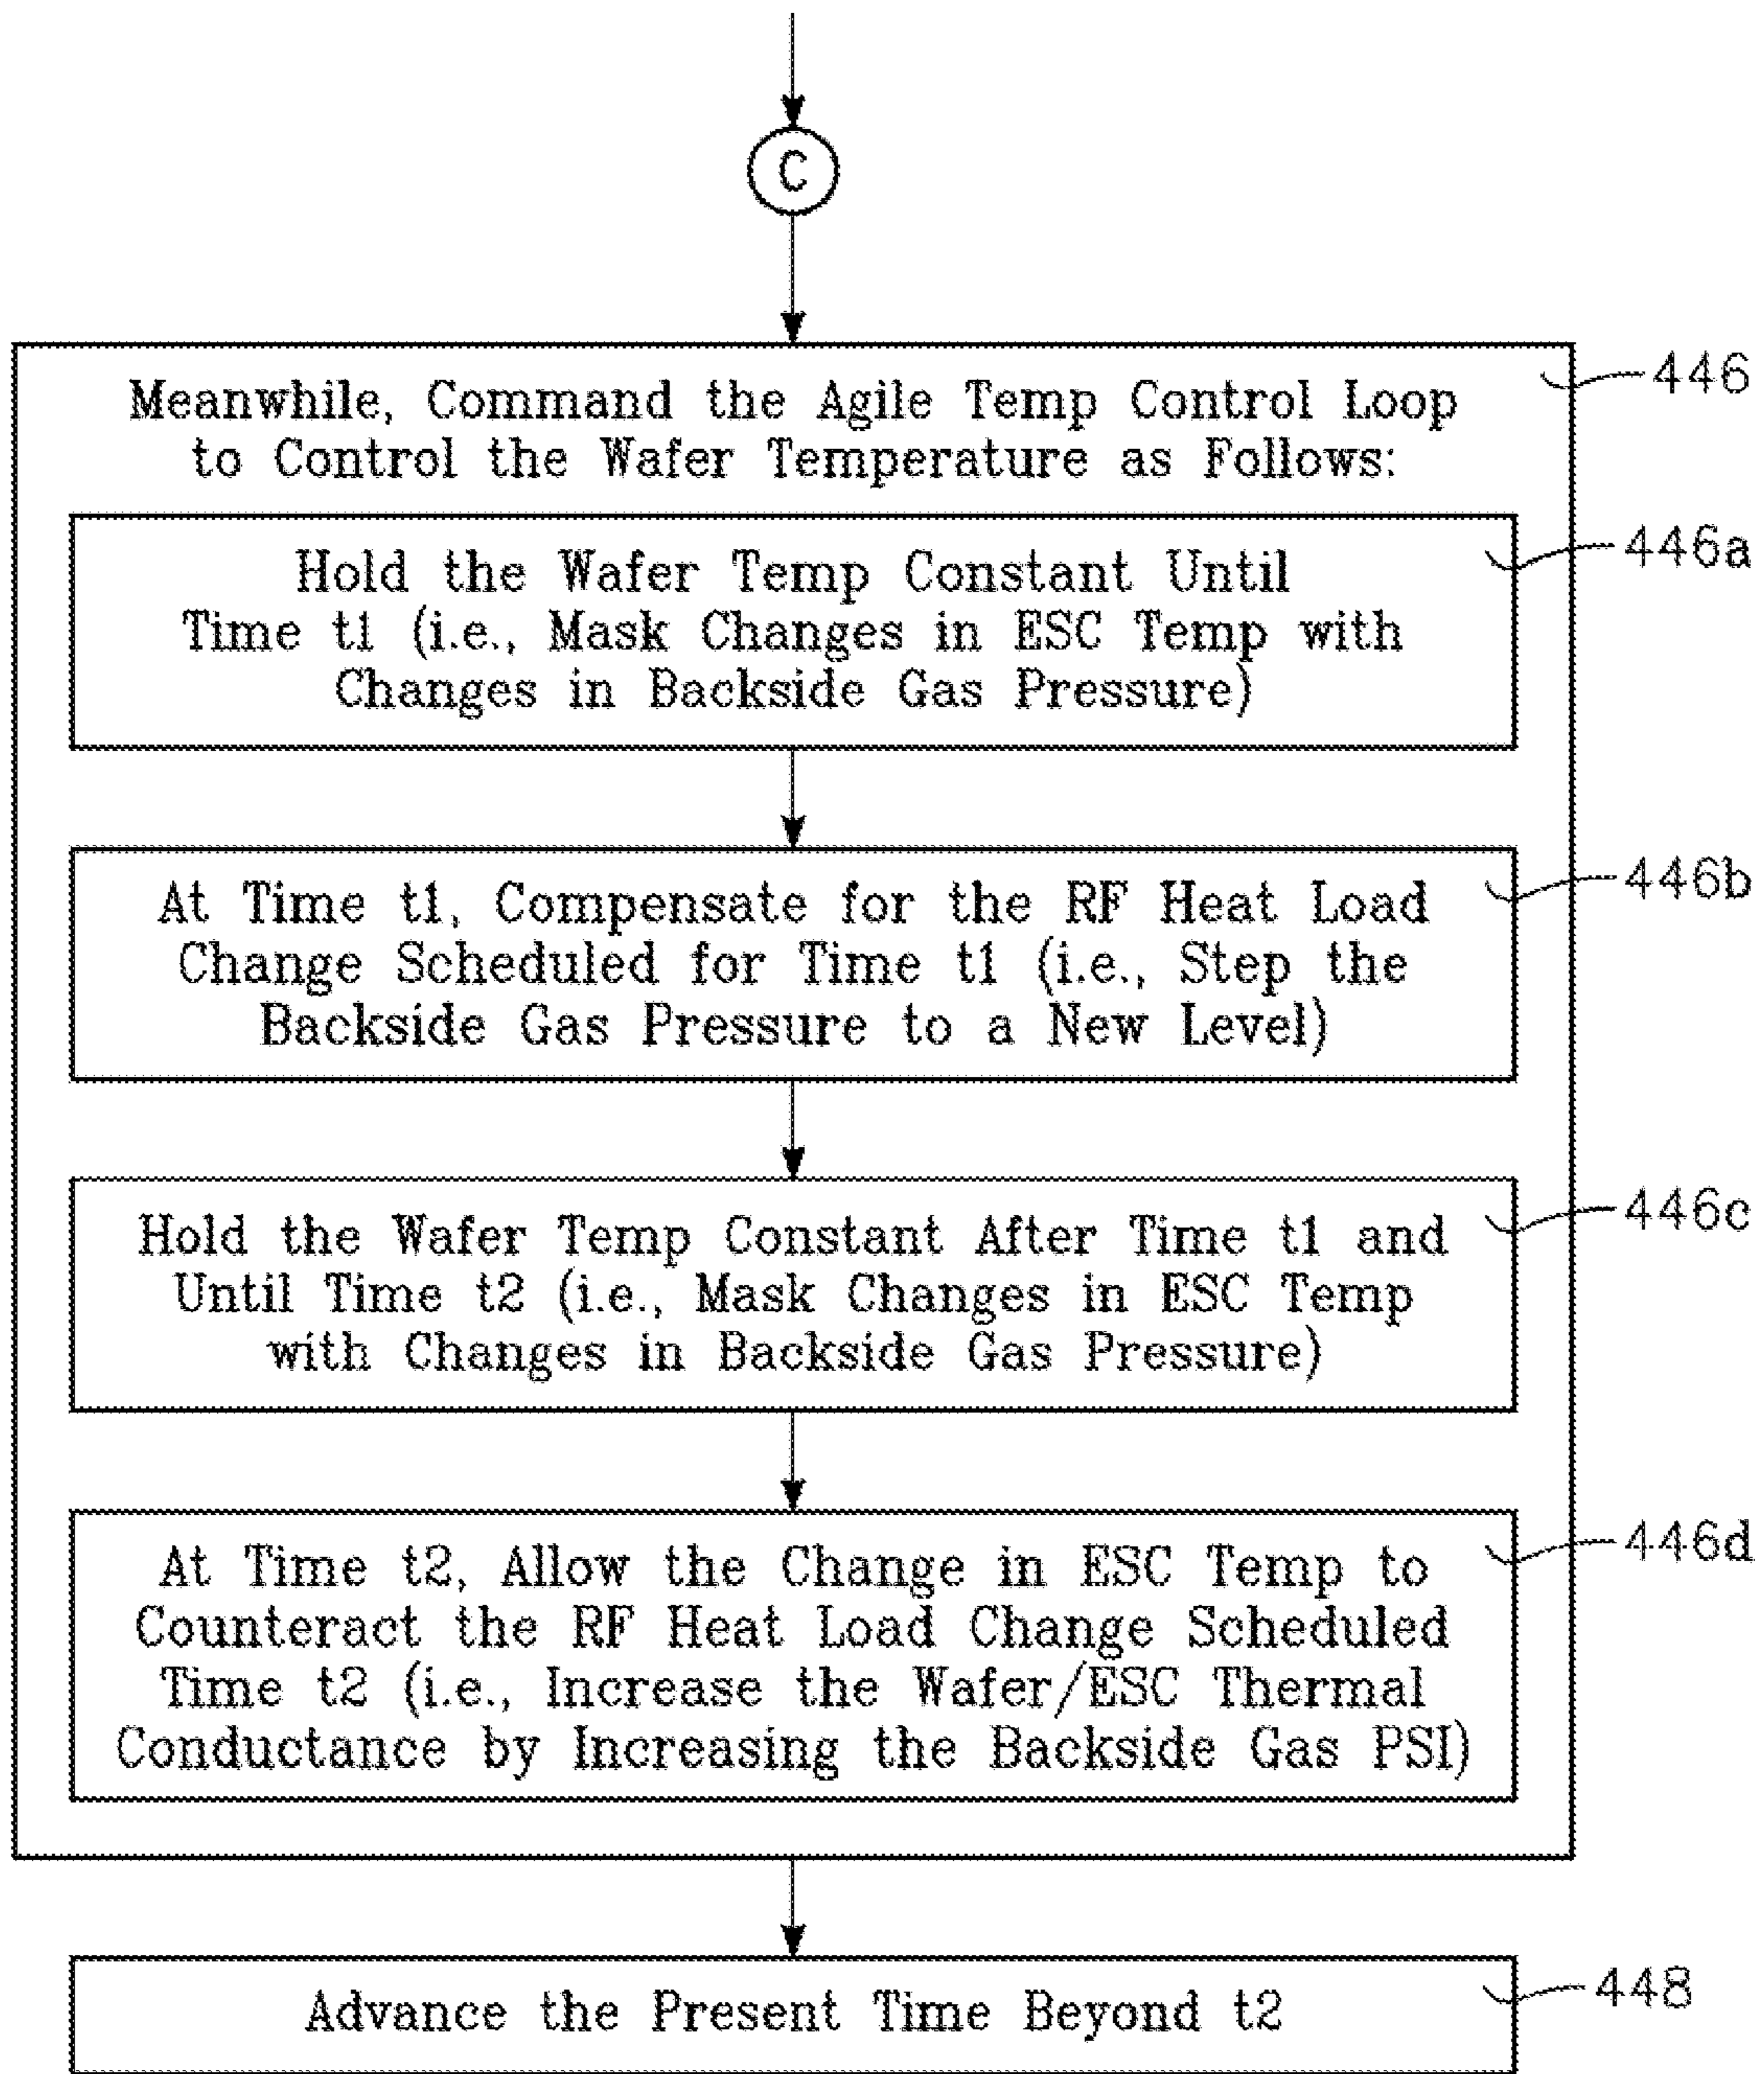 C
Meanwhile, Command the Agile Temp Control Loop
to Control the Wafer Temperature as Follows:
446
Hold the Wafer Temp Constant Until
Time t1 (i.e., Mask Changes in ESC Temp with
Changes in Backside Gas Pressure)
446a
At Time t1, Compensate for the RF Heat Load
Change Scheduled for Time t1 (i.e., Step the
Backside Gas Pressure to a New Level)
446b
Hold the Wafer Temp Constant After Time t1 and
Until Time t2 (i.e., Mask Changes in ESC Temp
with Changes in Backside Gas Pressure)
446c
At Time t2, Allow the Change in ESC Temp to
Counteract the RF Heat Load Change Scheduled
Time t2 (i.e., Increase the Wafer/ESC Thermal
Conductance by Increasing the Backside Gas PSI)
446d
Advance the Present Time Beyond t2
448